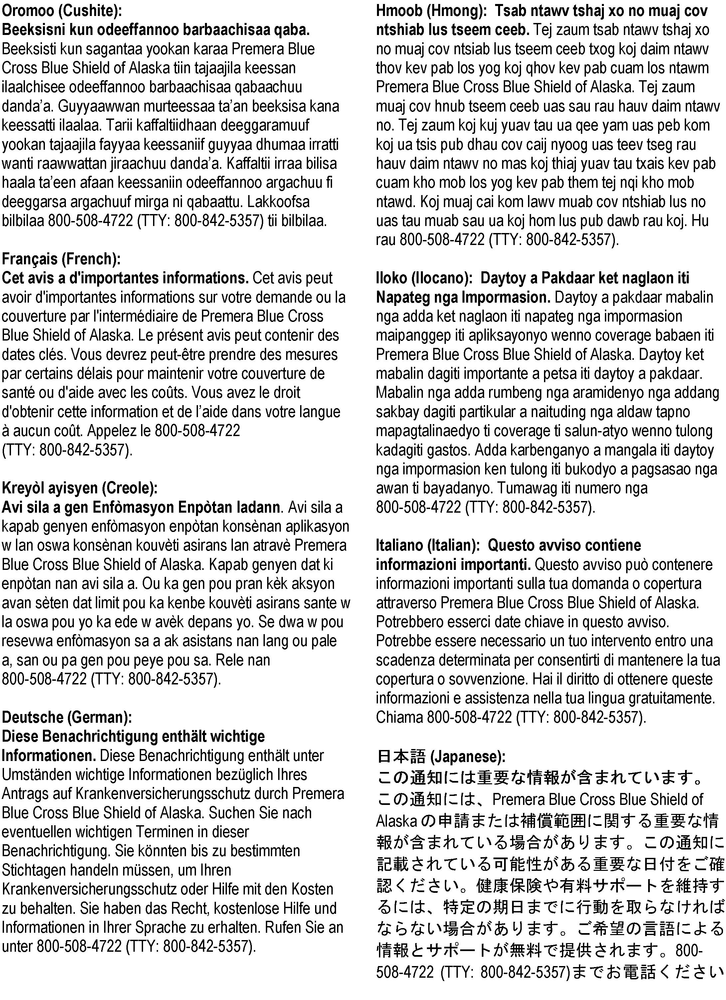 Oromoo (Cushite):
Beeksisni kun odeeffannoo barbaachisaa qaba.
Beeksisti kun sagantaa yookan karaa Premera Blue
Cross Blue Shield of Alaska tiin tajaajila keessan
ilaalchisee odeeffannoo barbaachisaa qabaachuu
danda’a. Guyyaawwan murteessaa ta’an beeksisa kana
keessatti ilaalaa. Tarii kaffaltiidhaan deeggaramuuf
yookan tajaajila fayyaa keessaniif guyyaa dhumaa irratti
wanti raawwattan jiraachuu danda’a. Kaffaltii irraa bilisa
haala ta’een afaan keessaniin odeeffannoo argachuu fi
deeggarsa argachuuf mirga ni qabaattu. Lakkoofsa
bilbilaa 800-508-4722 (TTY: 800-842-5357) tii bilbilaa.
Français (French):
Cet avis a d'importantes informations. Cet avis peut
avoir d'importantes informations sur votre demande ou la
couverture par l'intermédiaire de Premera Blue Cross
Blue Shield of Alaska. Le présent avis peut contenir des
dates clés. Vous devrez peut-être prendre des mesures
par certains délais pour maintenir votre couverture de
santé ou d'aide avec les coûts. Vous avez le droit
d'obtenir cette information et de l’aide dans votre langue
à aucun coût. Appelez le 800-508-4722
(TTY: 800-842-5357).
Kreyòl ayisyen (Creole):
Avi sila a gen Enfòmasyon Enpòtan ladann. Avi sila a
kapab genyen enfòmasyon enpòtan konsènan aplikasyon
w lan oswa konsènan kouvèti asirans lan atravè Premera
Blue Cross Blue Shield of Alaska. Kapab genyen dat ki
enpòtan nan avi sila a. Ou ka gen pou pran kèk aksyon
avan sèten dat limit pou ka kenbe kouvèti asirans sante w
la oswa pou yo ka ede w avèk depans yo. Se dwa w pou
resevwa enfòmasyon sa a ak asistans nan lang ou pale
a, san ou pa gen pou peye pou sa. Rele nan
800-508-4722 (TTY: 800-842-5357).
Deutsche (German):
Diese Benachrichtigung enthält wichtige
Informationen. Diese Benachrichtigung enthält unter
Umständen wichtige Informationen bezüglich Ihres
Antrags auf Krankenversicherungsschutz durch Premera
Blue Cross Blue Shield of Alaska. Suchen Sie nach
eventuellen wichtigen Terminen in dieser
Benachrichtigung. Sie könnten bis zu bestimmten
Stichtagen handeln müssen, um Ihren
Krankenversicherungsschutz oder Hilfe mit den Kosten
zu behalten. Sie haben das Recht, kostenlose Hilfe und
Informationen in Ihrer Sprache zu erhalten. Rufen Sie an
unter 800-508-4722 (TTY: 800-842-5357).
Hmoob (Hmong): Tsab ntawv tshaj xo no muaj cov
ntshiab lus tseem ceeb. Tej zaum tsab ntawv tshaj xo
no muaj cov ntsiab lus tseem ceeb txog koj daim ntawv
thov kev pab los yog koj qhov kev pab cuam los ntawm
Premera Blue Cross Blue Shield of Alaska. Tej zaum
muaj cov hnub tseem ceeb uas sau rau hauv daim ntawv
no. Tej zaum koj kuj yuav tau ua qee yam uas peb kom
koj ua tsis pub dhau cov caij nyoog uas teev tseg rau
hauv daim ntawv no mas koj thiaj yuav tau txais kev pab
cuam kho mob los yog kev pab them tej nqi kho mob
ntawd. Koj muaj cai kom lawv muab cov ntshiab lus no
uas tau muab sau ua koj hom lus pub dawb rau koj. Hu
rau 800-508-4722 (TTY: 800-842-5357).
Iloko (Ilocano): Daytoy a Pakdaar ket naglaon iti
Napateg nga Impormasion. Daytoy a pakdaar mabalin
nga adda ket naglaon iti napateg nga impormasion
maipanggep iti apliksayonyo wenno coverage babaen iti
Premera Blue Cross Blue Shield of Alaska. Daytoy ket
mabalin dagiti importante a petsa iti daytoy a pakdaar.
Mabalin nga adda rumbeng nga aramidenyo nga addang
sakbay dagiti partikular a naituding nga aldaw tapno
mapagtalinaedyo ti coverage ti salun-atyo wenno tulong
kadagiti gastos. Adda karbenganyo a mangala iti daytoy
nga impormasion ken tulong iti bukodyo a pagsasao nga
awan ti bayadanyo. Tumawag iti numero nga
800-508-4722 (TTY: 800-842-5357).
Italiano (Italian): Questo avviso contiene
informazioni importanti. Questo avviso può contenere
informazioni importanti sulla tua domanda o copertura
attraverso Premera Blue Cross Blue Shield of Alaska.
Potrebbero esserci date chiave in questo avviso.
Potrebbe essere necessario un tuo intervento entro una
scadenza determinata per consentirti di mantenere la tua
copertura o sovvenzione. Hai il diritto di ottenere queste
informazioni e assistenza nella tua lingua gratuitamente.
Chiama 800-508-4722 (TTY: 800-842-5357).
日本語 (Japanese):
この通知には重要な情報が含まれています。
この通知には、Premera Blue Cross Blue Shield of
Alaska の申請または補償範囲に関する重要な情
報が含まれている場合があります。この通知に
記載されている可能性がある重要な日付をご確
認ください。健康保険や有料サポートを維持す
るには、特定の期日までに行動を取らなければ
ならない場合があります。ご希望の言語による
情報とサポートが無料で提供されます。800-
508-4722 (TTY: 800-842-5357)までお電話ください